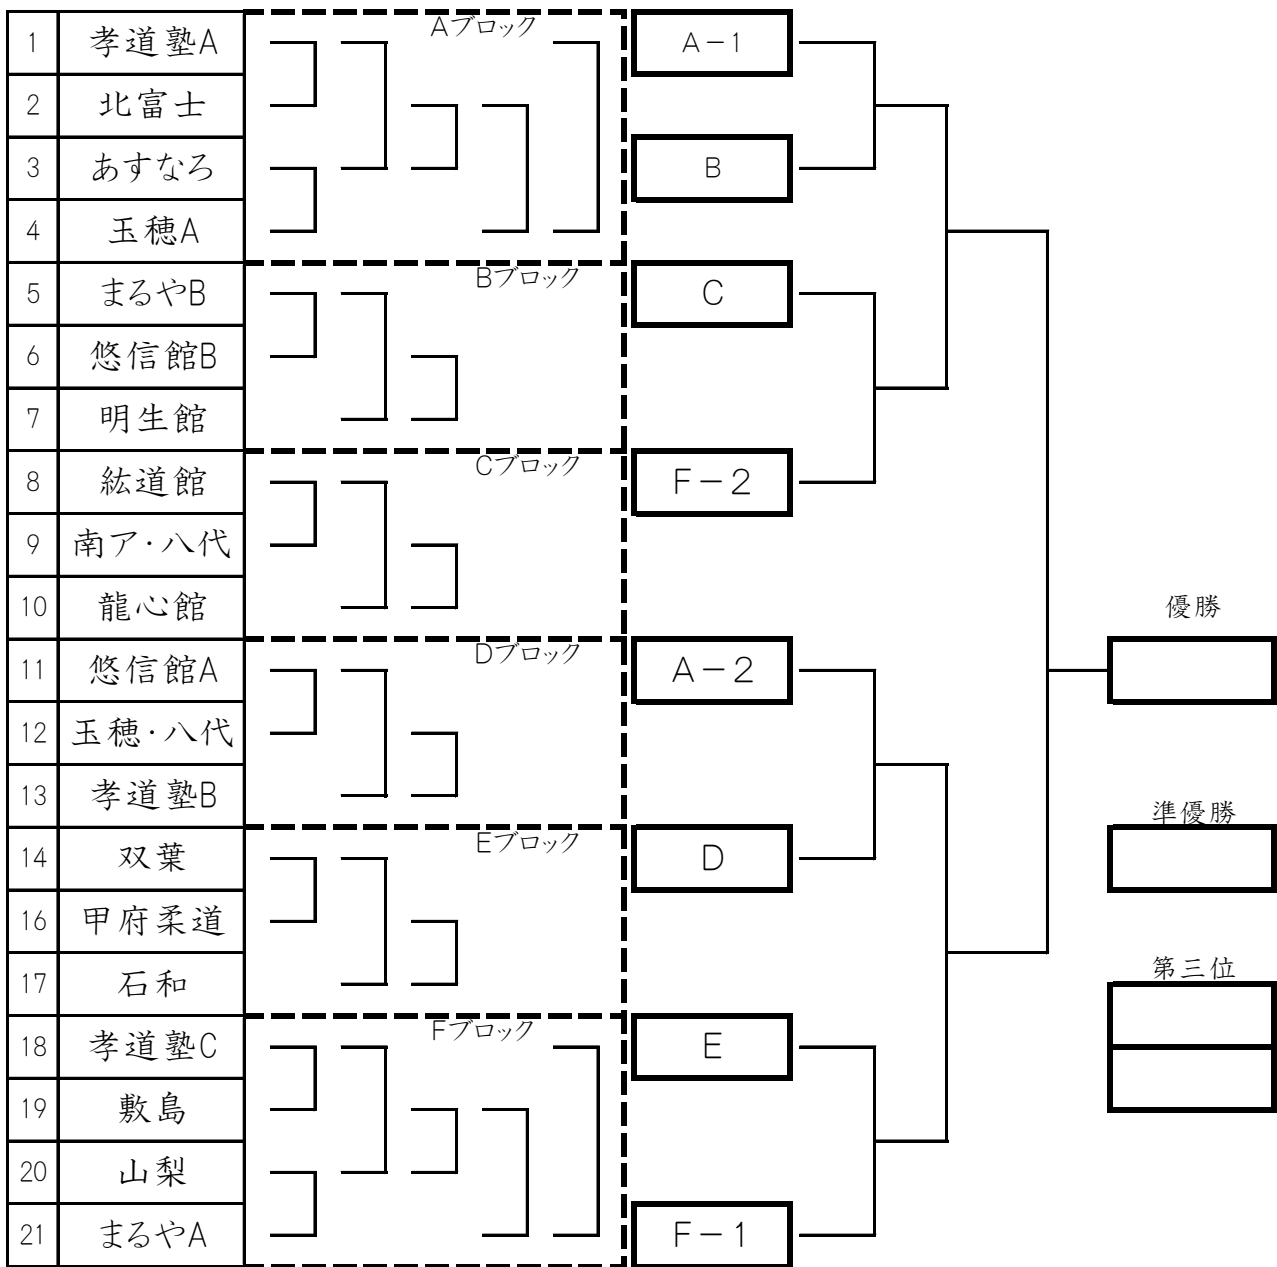 1 孝道塾A
2 北富士
3 あすなろ
4 玉穂A
5 まるやB
6 悠信館B
7 明生館
8 紘道館
9 南ア・八代
10 龍心館
11 悠信館A
12 玉穂・八代
13 孝道塾B
14 双葉
16 甲府柔道
17 石和
18 孝道塾C
19 敷島
20 山梨
21 まるやA
Aブロック
Bブロック
Cブロック
Dブロック
Eブロック
Fブロック
A-1
B
C
F-2
A-2
D
E
F-1
優勝
準優勝
第三位